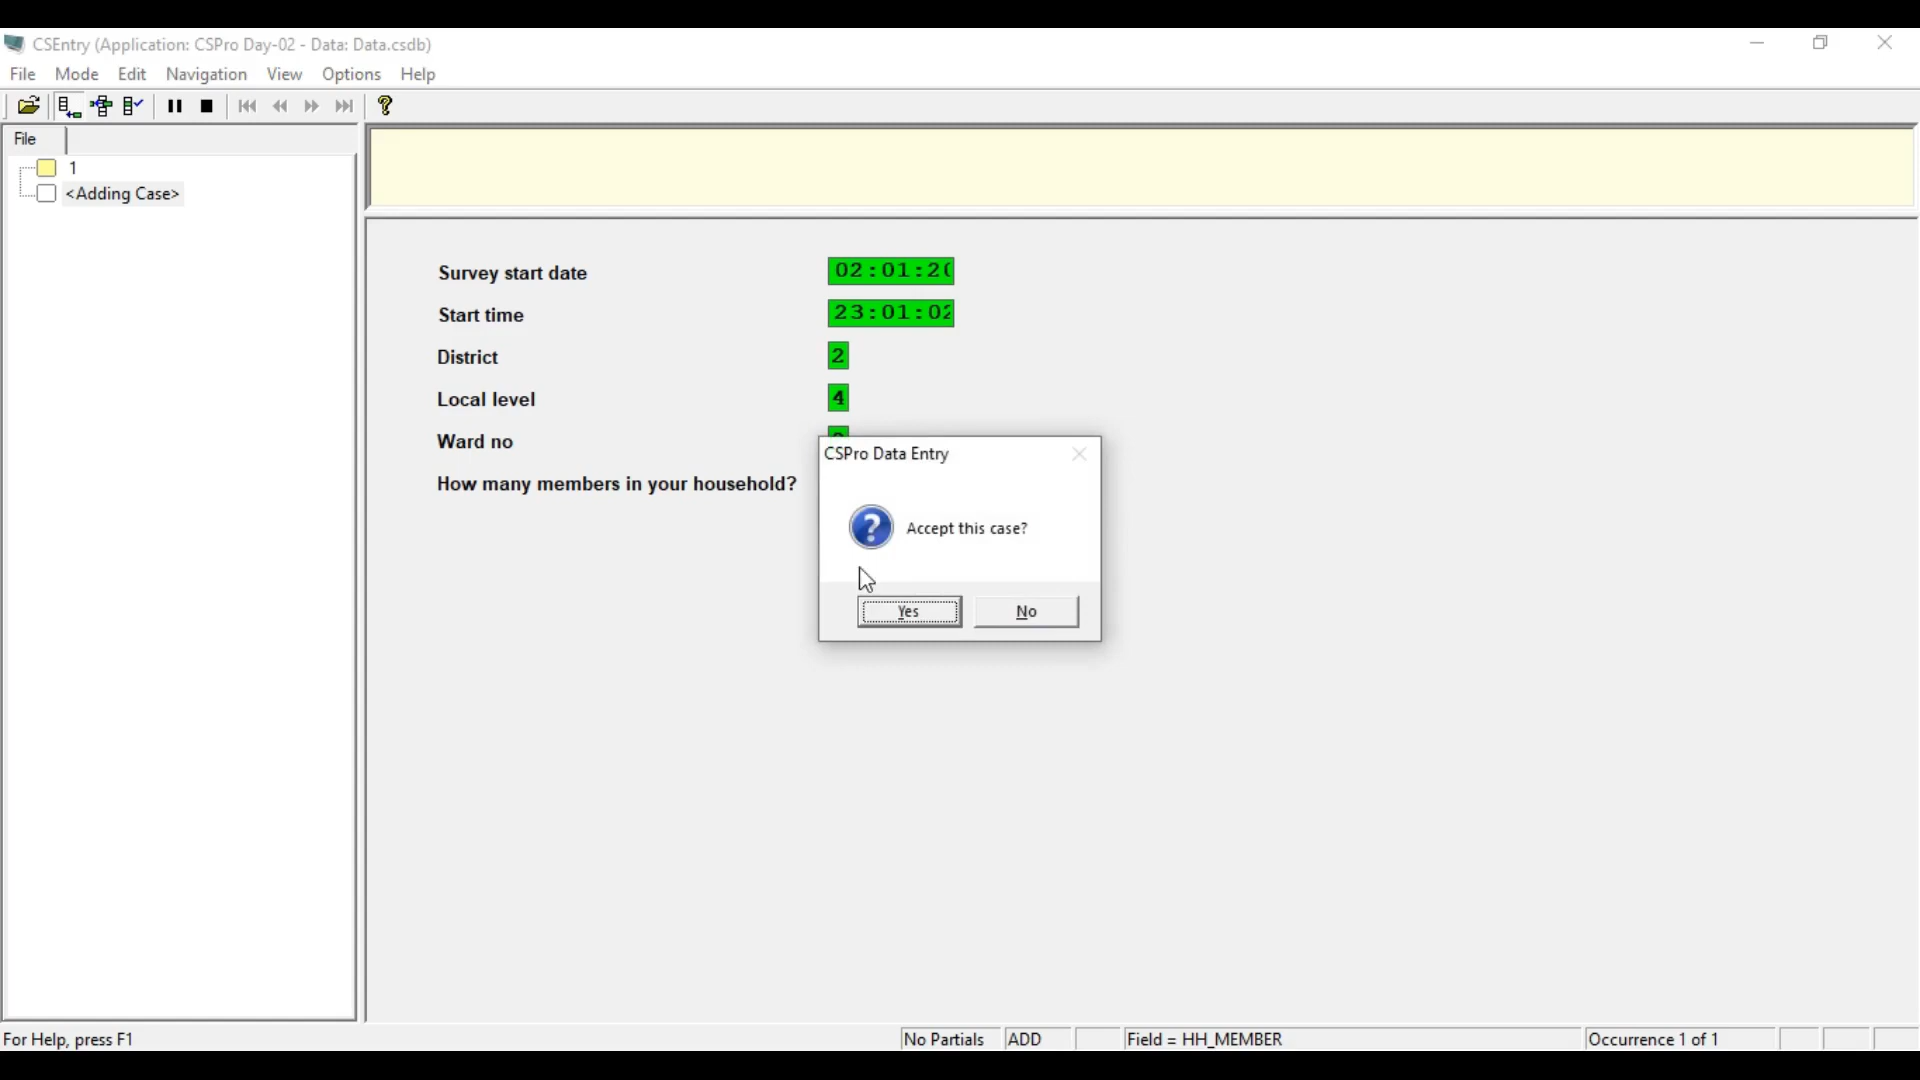 CSEntry (Application: CSPro Day-02 - Data: Data.csdb)
File Mode Edit Navigation View Options Help
File
1
<Adding Case>
Survey start date 02:01:2
Start time 23:01:02
District 2
Local level 4
Ward no
How many members in your household?
CSPro Data Entry
Accept this case?
Yes No
For Help, press F1 No Partials ADD Field = HH_MEMBER Occurrence 1 of 1